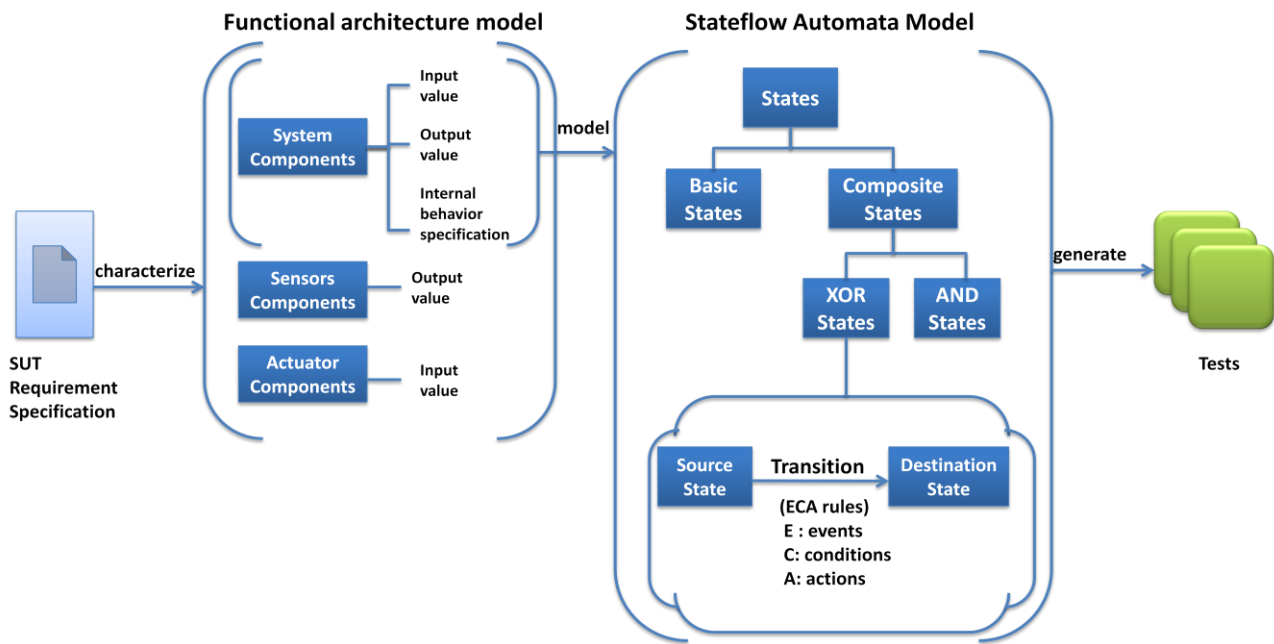 Functional architecture model
Stateflow Automata Model
SUT
Requirement
Specification
characterize
System
Components
Input
value
Output
value
Internal
behavior
specification
Sensors
Components
Output
value
Actuator
Components
Input
value
model
States
Basic
States
Composite
States
XOR
States
AND
States
Source
State
Transition
(ECA rules)
E : events
C: conditions
A: actions
Destination
State
generate
Tests